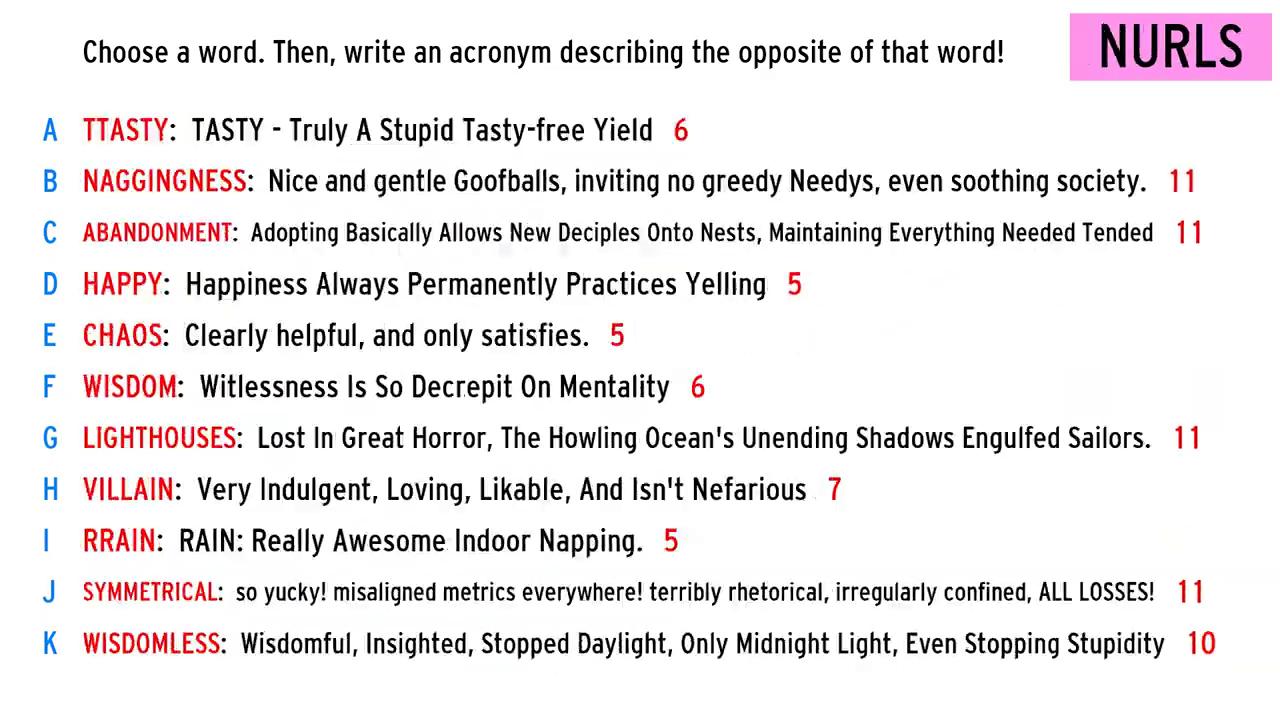 Choose a word. Then, write an acronym describing the opposite of that word!
NURLS
A TTASTY: TASTY - Truly A Stupid Tasty-free Yield 6
B NAGGINGNESS: Nice and gentle Goofballs, inviting no greedy Needys, even soothing society. 11
C ABANDONMENT: Adopting Basically Allows New Deciples Onto Nests, Maintaining Everything Needed Tended 11
D HAPPY: Happiness Always Permanently Practices Yelling 5
E CHAOS: Clearly helpful, and only satisfies. 5
F WISDOM: Witlessness Is So Decrepit On Mentality 6
G LIGHTHOUSES: Lost In Great Horror, The Howling Ocean's Unending Shadows Engulfed Sailors. 11
H VILLAIN: Very Indulgent, Loving, Likable, And Isn't Nefarious 7
I RRAIN: RAIN: Really Awesome Indoor Napping. 5
J SYMMETRICAL: so yucky! misaligned metrics everywhere! terribly rhetorical, irregularly confined, ALL LOSSES! 11
K WISDOMLESS: Wisdomful, Insighted, Stopped Daylight, Only Midnight Light, Even Stopping Stupidity 10